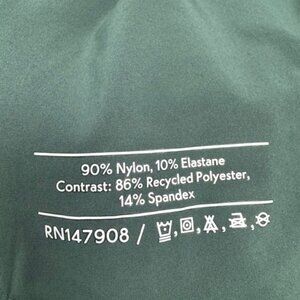 90% Nylon, 10% Elastane
Contrast: 86% Recycled Polyester,
14% Spandex
RN147908 /